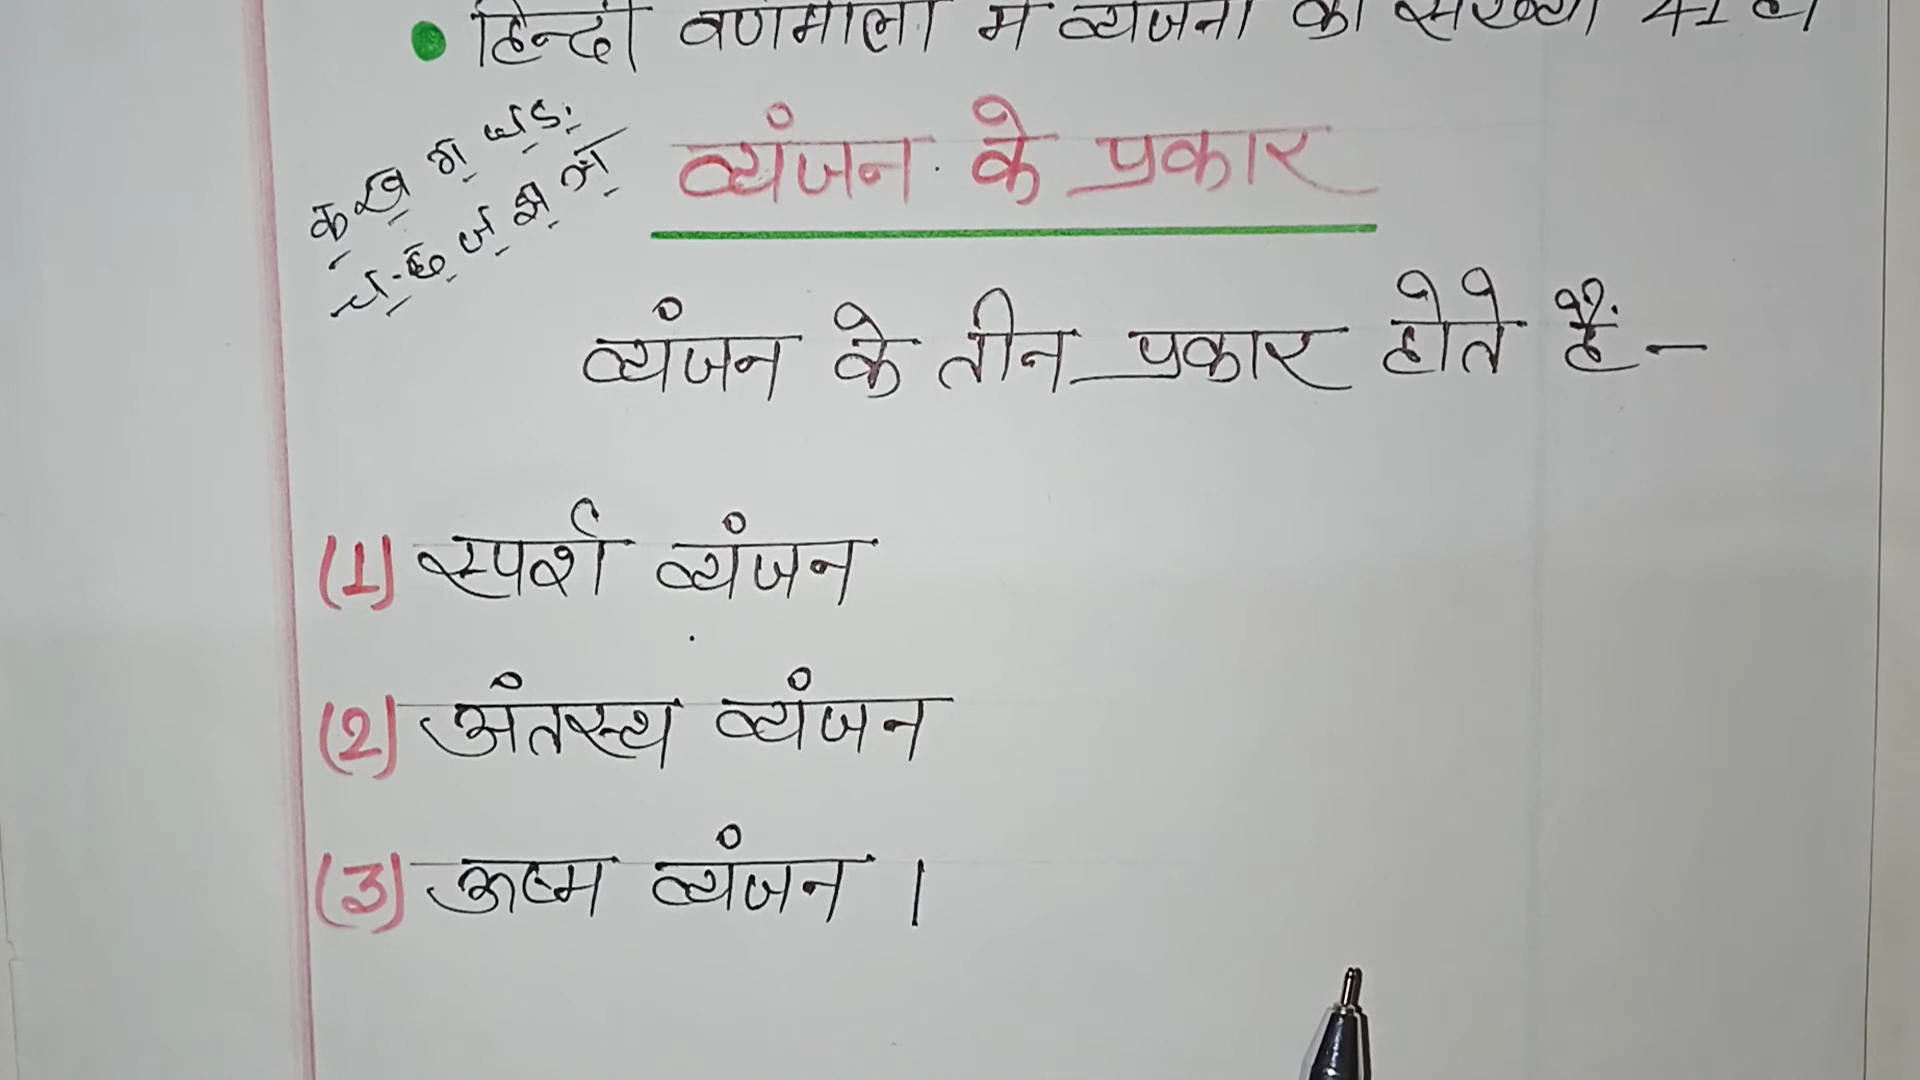 हिन्दी वर्णमाला में व्यंजनों की संख्या 41 है
क ख ग घ ङ
च छ ज झ ञ
व्यंजन के प्रकार
व्यंजन के तीन प्रकार होते हैं-
(1) स्पर्श व्यंजन
(2) अंतस्थ व्यंजन
(3) ऊष्म व्यंजन ।